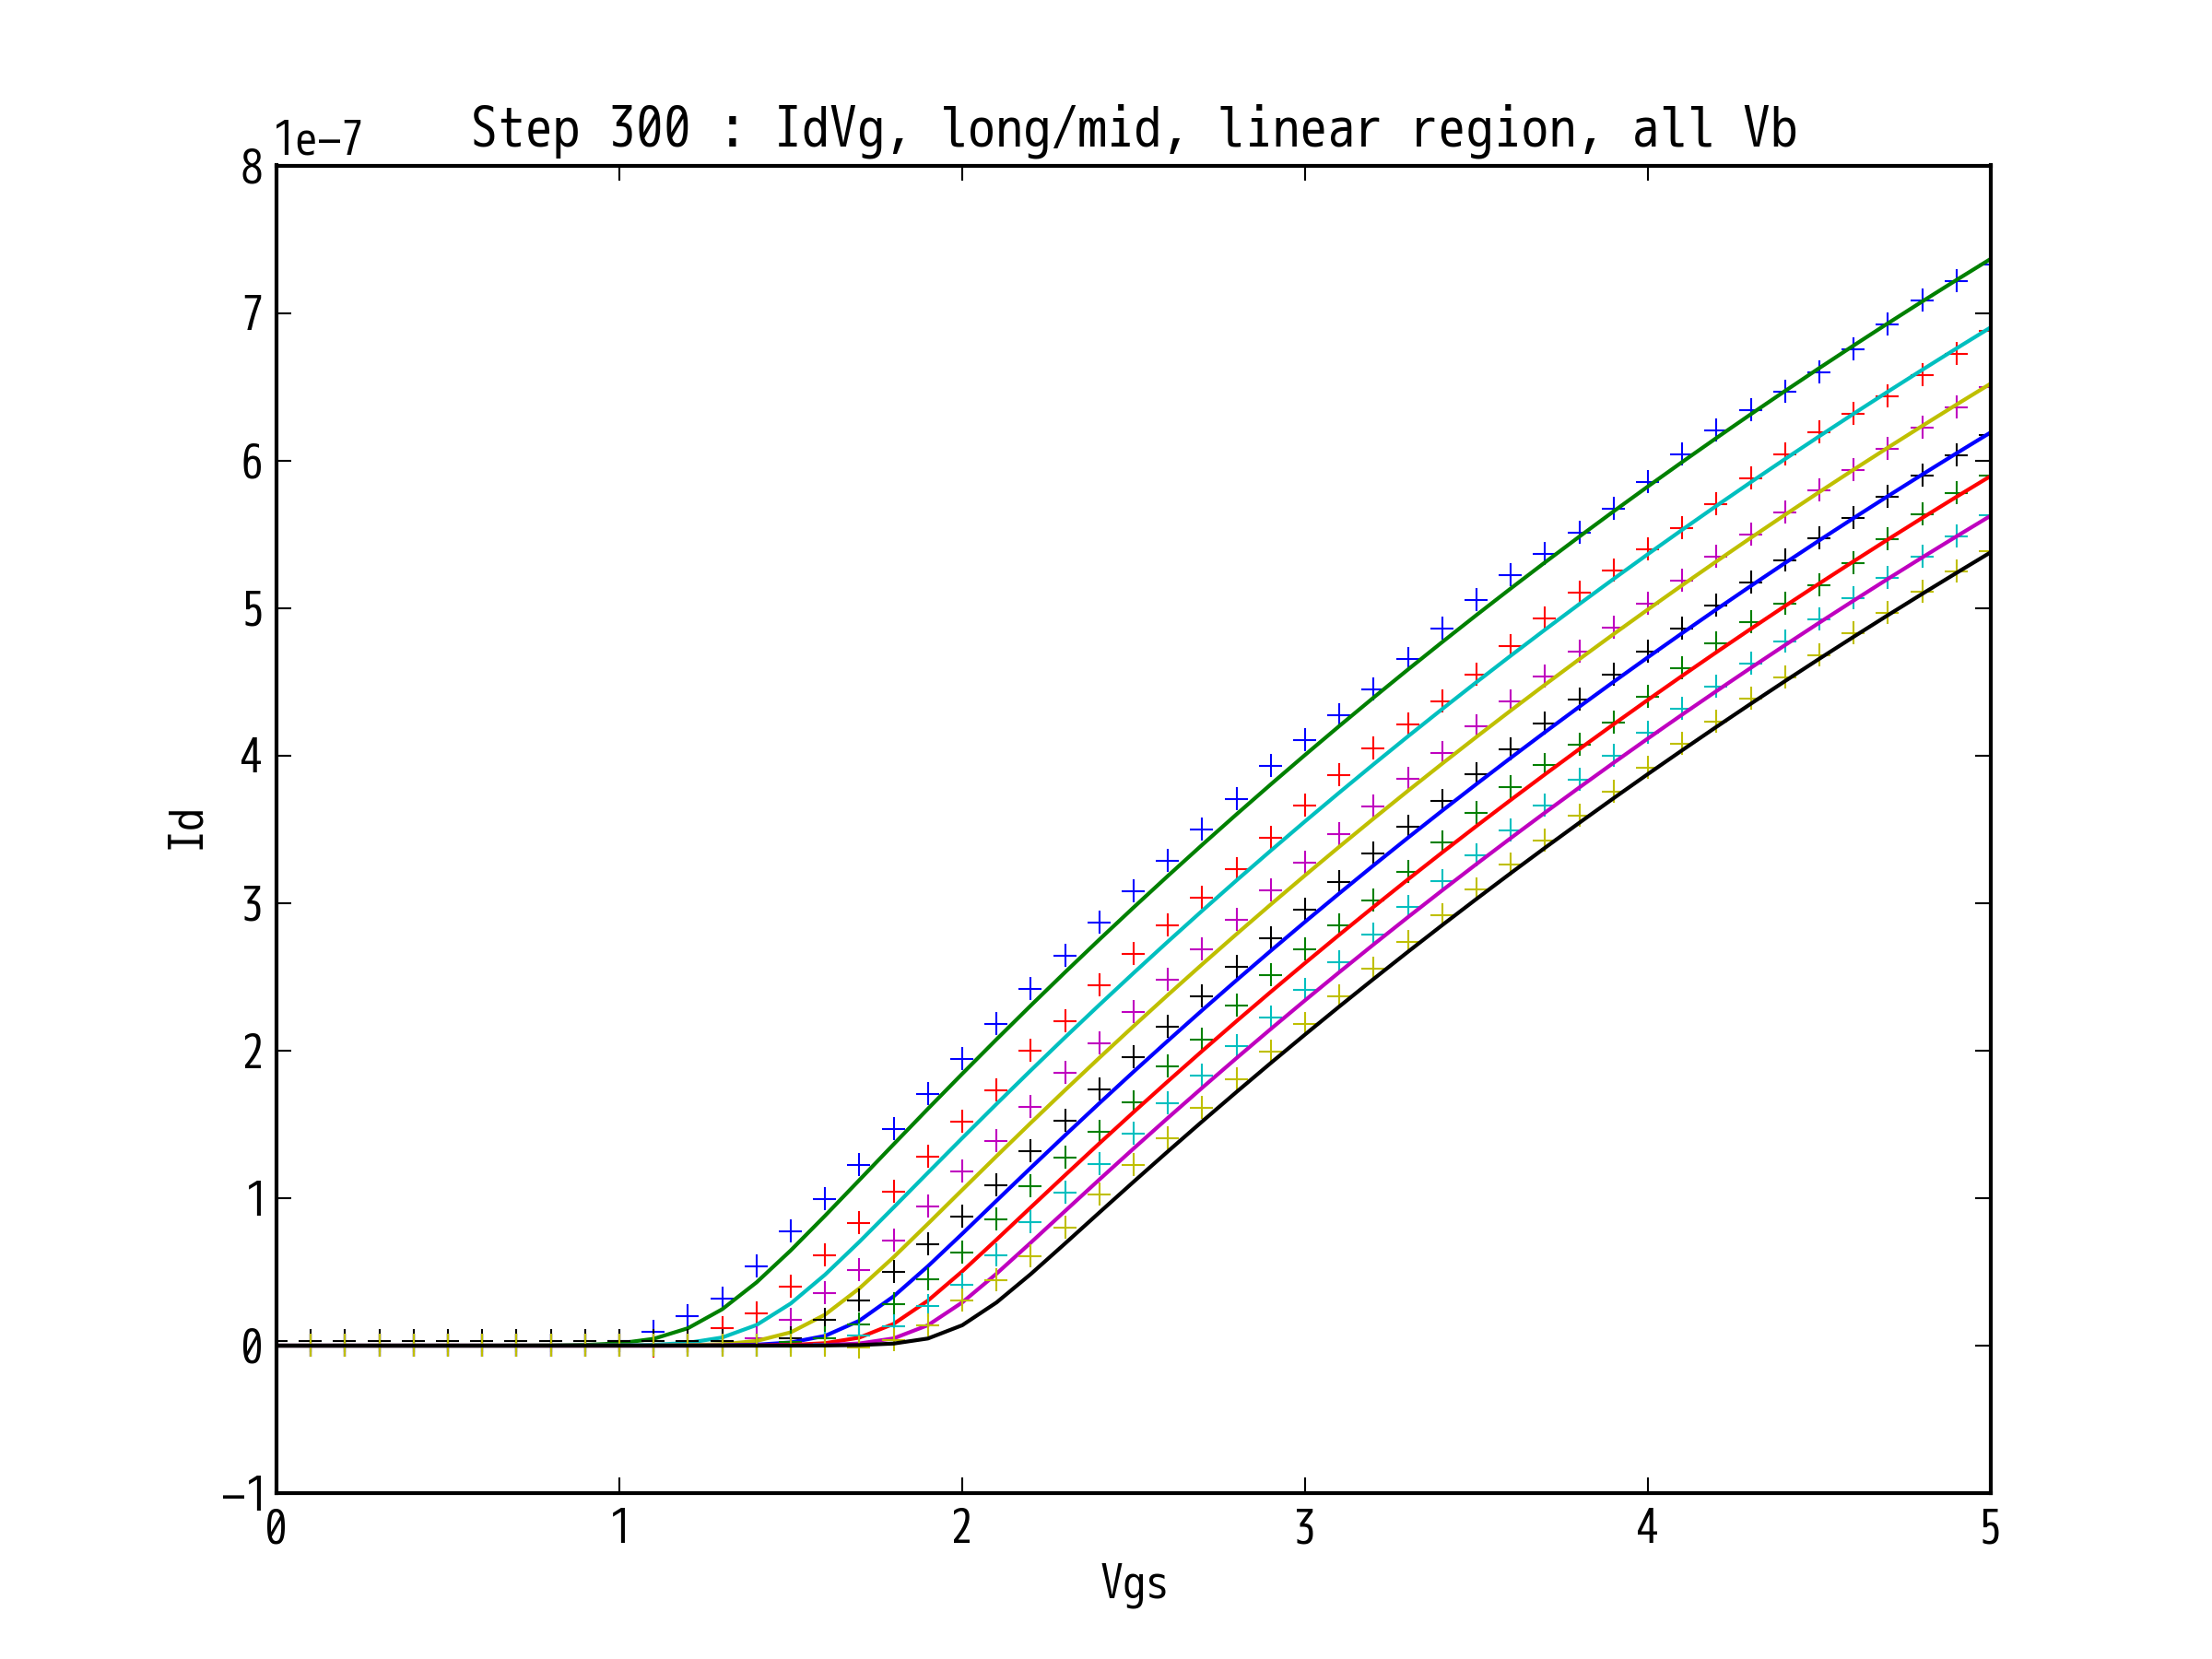 1e−7
Step 300 : IdVg, long/mid, linear region, all Vb
8
7
6
5
4
3
2
1
0
−1
Id
0 1 2 3 4 5
Vgs